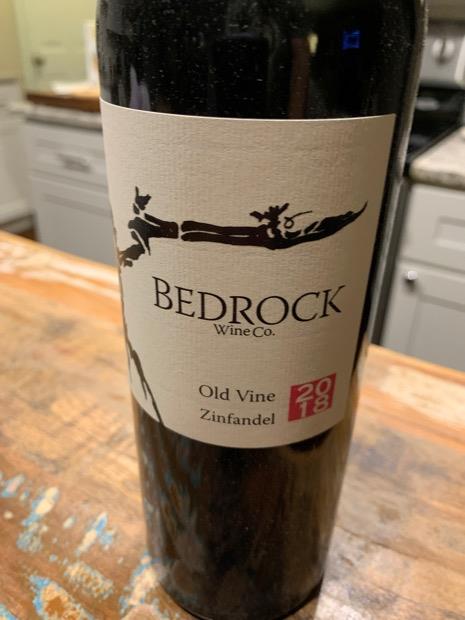 BEDROCK
Wine Co.
Old Vine
Zinfandel
20
18